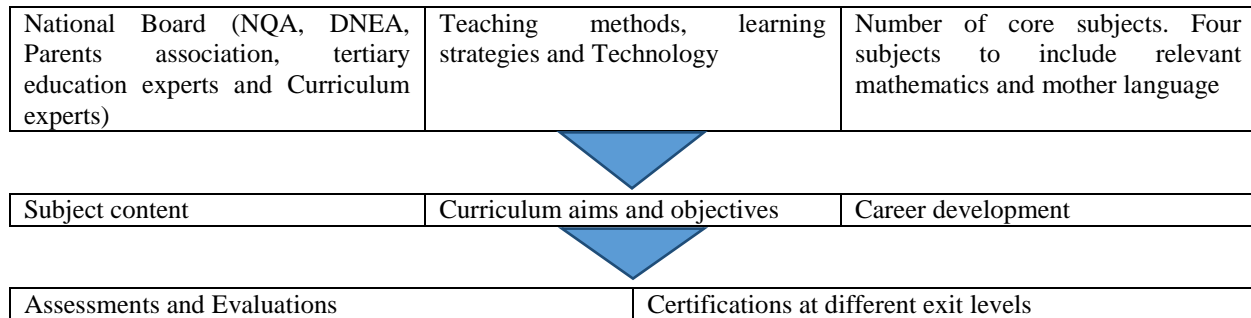 National Board (NQA, DNEA,
Parents association, tertiary
education experts and Curriculum
experts)
Teaching methods, learning
strategies and Technology
Number of core subjects. Four
subjects to include relevant
mathematics and mother language
Subject content
Curriculum aims and objectives
Career development
Assessments and Evaluations
Certifications at different exit levels